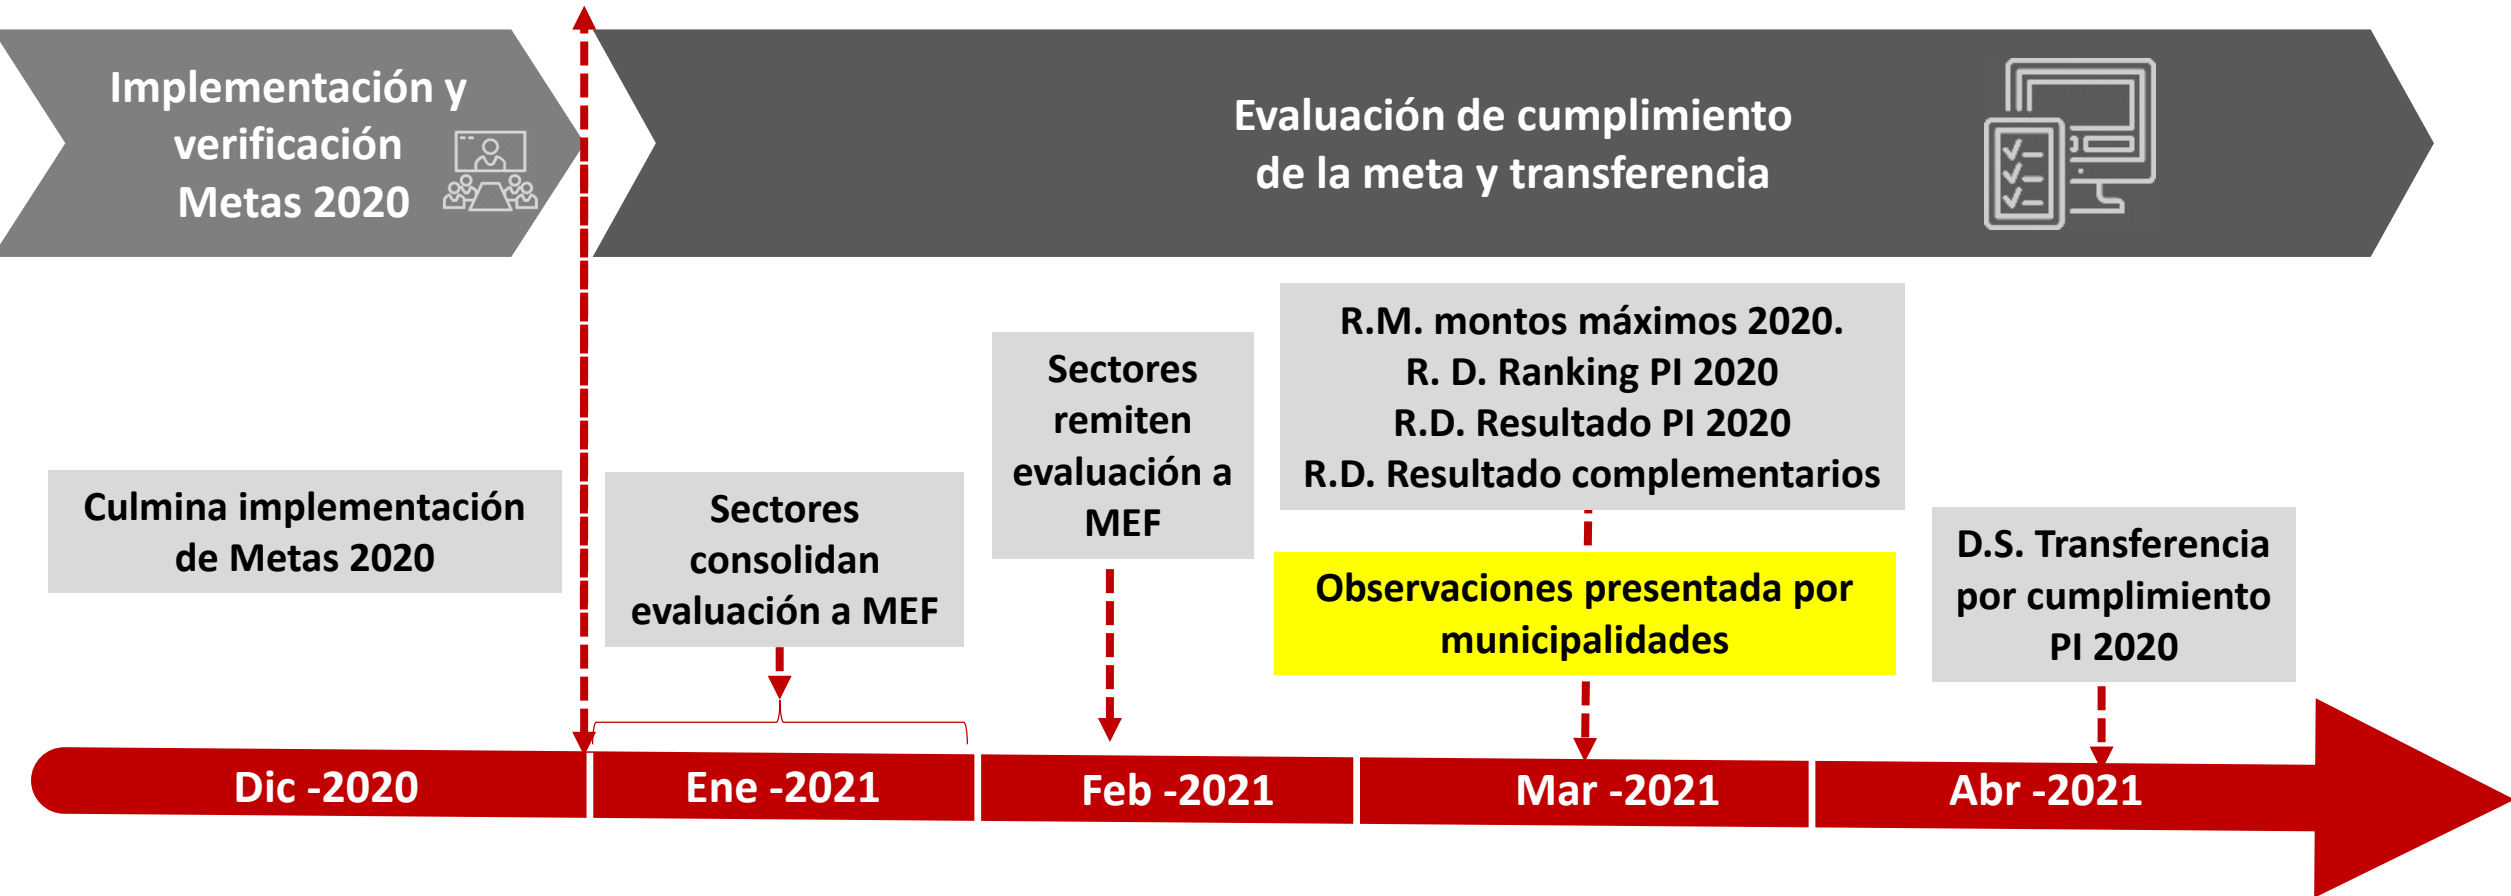 Implementación y
verificación
Metas 2020
Evaluación de cumplimiento
de la meta y transferencia
Culmina implementación
de Metas 2020
Sectores
consolidan
evaluación a MEF
Sectores
remiten
evaluación a
MEF
R.M. montos máximos 2020.
R. D. Ranking PI 2020
R.D. Resultado PI 2020
R.D. Resultado complementarios
Observaciones presentada por
municipalidades
D.S. Transferencia
por cumplimiento
PI 2020
Dic -2020
Ene -2021
Feb -2021
Mar -2021
Abr -2021